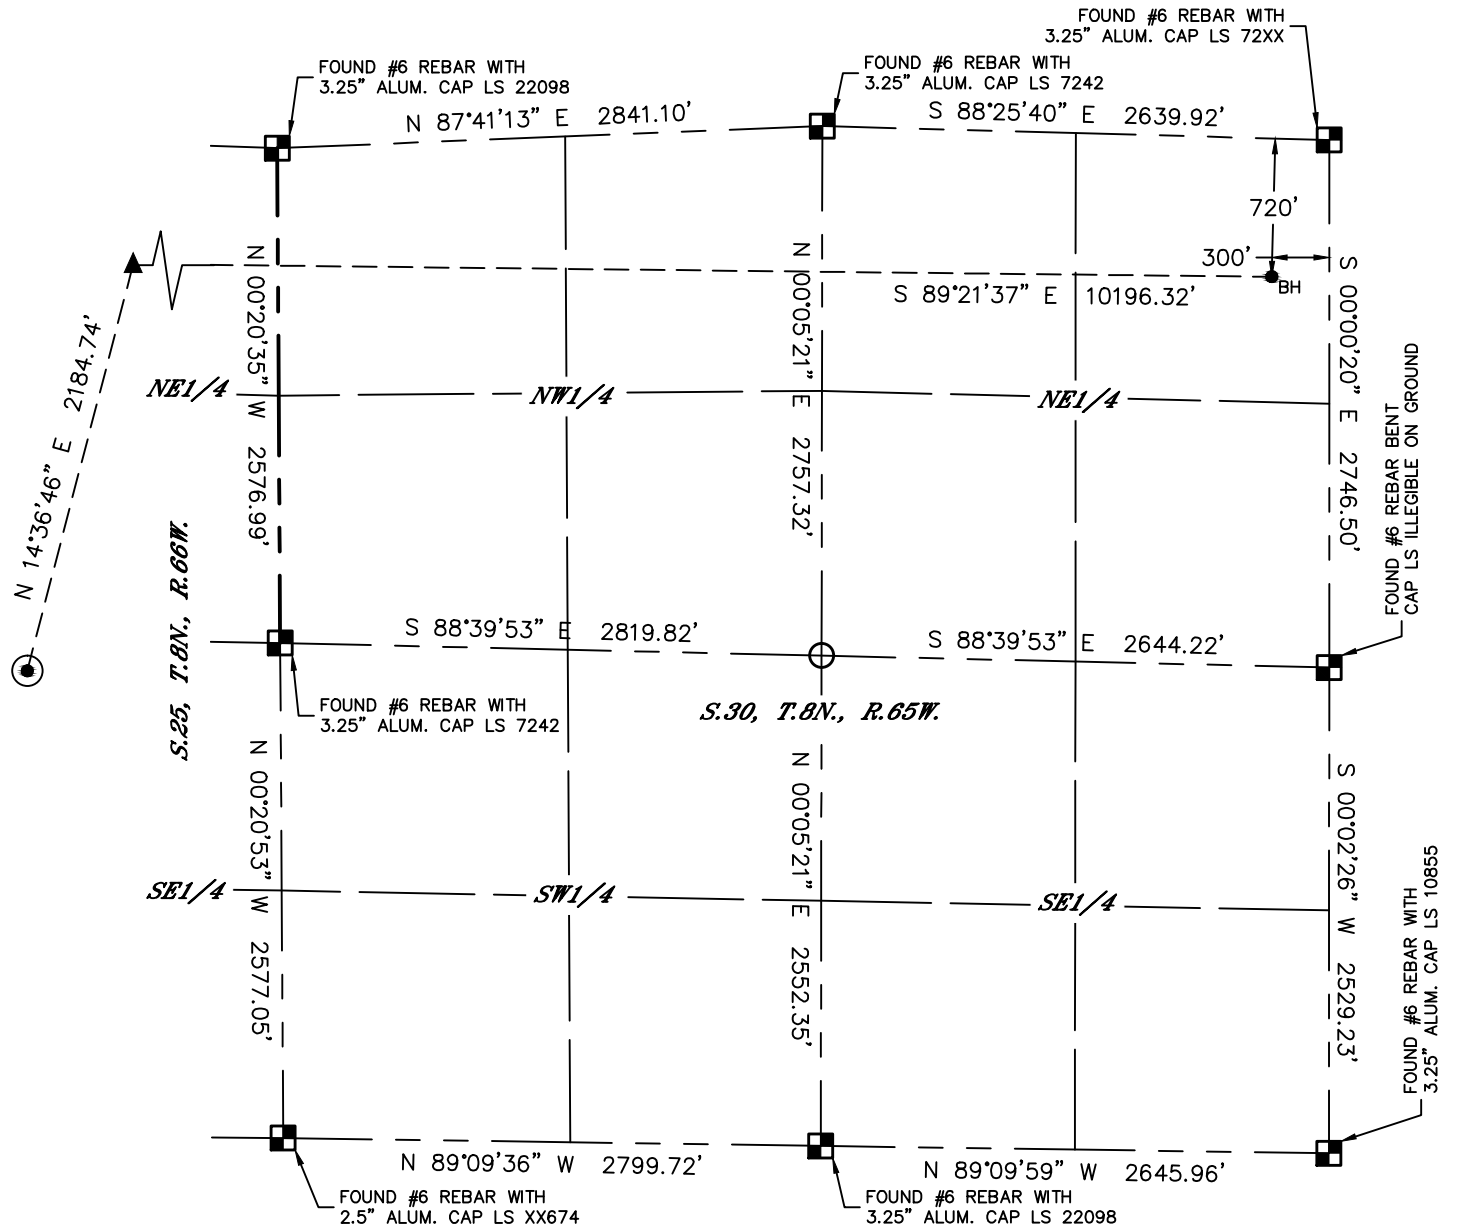 FOUND #6 REBAR WITH
3.25” ALUM. CAP LS 72XX
FOUND #6 REBAR WITH
3.25” ALUM. CAP LS 22098
FOUND #6 REBAR WITH
3.25” ALUM. CAP LS 7242
N 87°41'13” E 2841.10'
S 88°25'40” E 2639.92'
720'
300'
BH
S 89°21'37” E 10196.32'
N 14°36'46” E 2184.74'
N 00°20'35” W 2576.99'
N 00°05'21” E 2757.32'
S 00°00'20” E 2746.50'
NE1/4
NW1/4
NE1/4
FOUND #6 REBAR BENT
CAP LS ILLEGIBLE ON GROUND
S.25, T.8N., R.66W.
S 88°39'53” E 2819.82'
S 88°39'53” E 2644.22'
FOUND #6 REBAR WITH
3.25” ALUM. CAP LS 7242
S.30, T.8N., R.65W.
N 00°20'53” W 2577.05'
N 00°05'21” E 2552.35'
S 00°02'26” W 2529.23'
SE1/4
SW1/4
SE1/4
FOUND #6 REBAR WITH
3.25” ALUM. CAP LS 10855
N 89°09'36” W 2799.72'
N 89°09'59” W 2645.96'
FOUND #6 REBAR WITH
2.5” ALUM. CAP LS XX674
FOUND #6 REBAR WITH
3.25” ALUM. CAP LS 22098